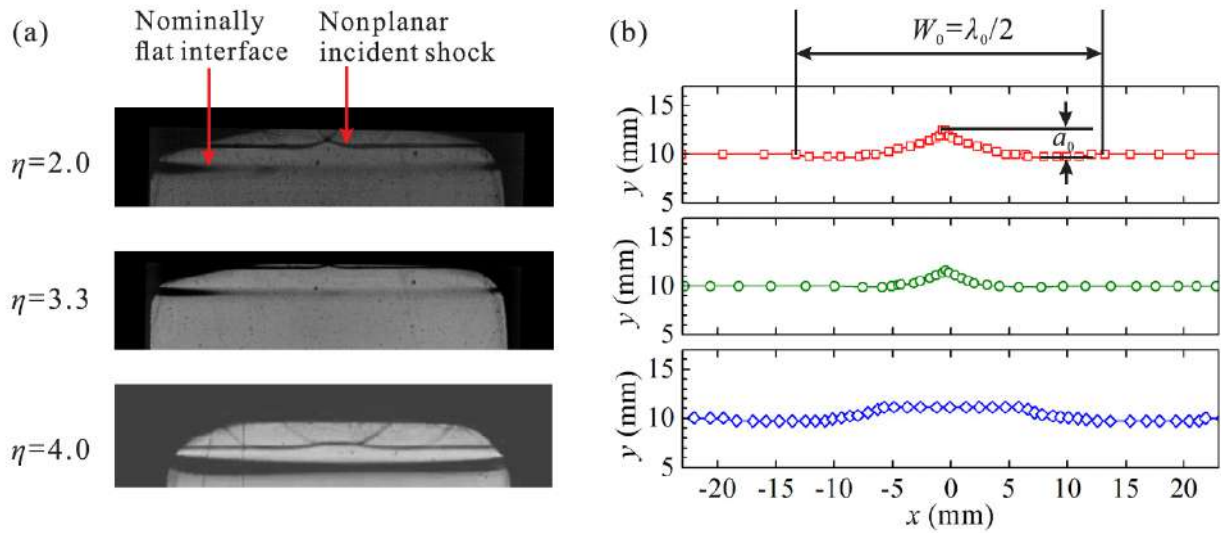 (a)
Nominally
flat interface
Nonplanar
incident shock
η=2.0
η=3.3
η=4.0
(b)
W₀=λ₀/2
a₀
15
10
5
y (mm)
15
10
5
y (mm)
15
10
5
y (mm)
-20 -15 -10 -5 0 5 10 15 20
x (mm)